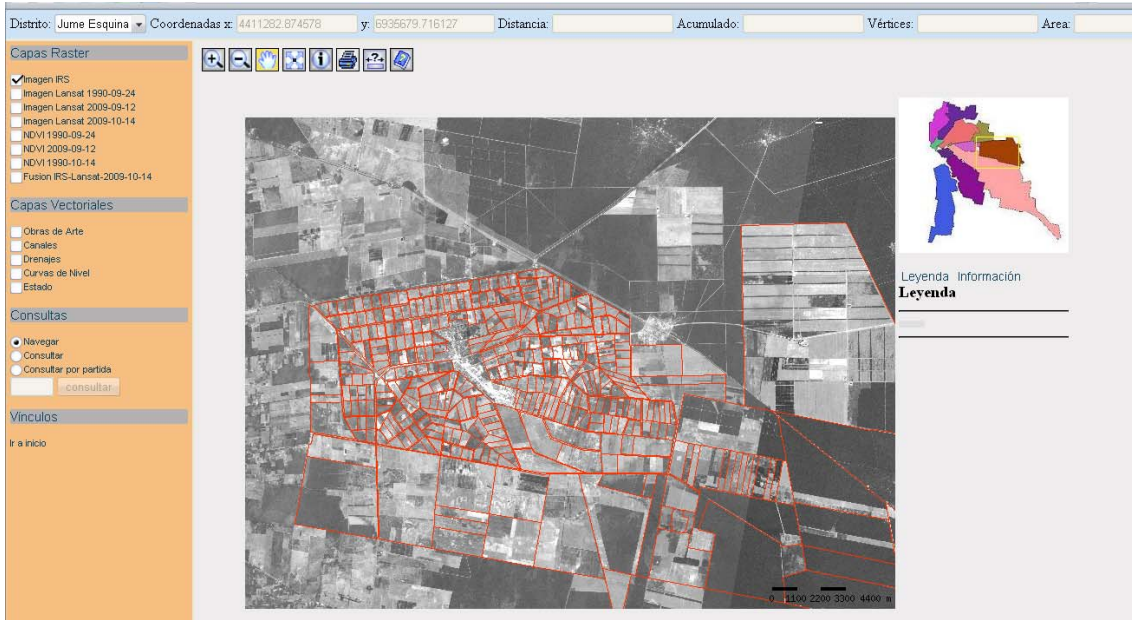 Distrito: Jume Esquina Coordenadas x: 4411282.874578 y: 6935679.716127 Distancia: Acumulado: Vértices: Area:
Capas Raster
Imagen IRS
Imagen Lansat 1990-09-24
Imagen Lansat 2009-09-12
Imagen Lansat 2009-10-14
NDVI 1990-09-24
NDVI 2009-09-12
NDVI 1990-10-14
Fusion IRS-Lansat-2009-10-14
Capas Vectoriales
Obras de Arte
Canales
Drenajes
Curvas de Nivel
Estado
Consultas
Navegar
Consultar
Consultar por partida
consultar
Vinculos
Ir a inicio
Leyenda Información
Leyenda
0 1100 2200 3300 4400 m